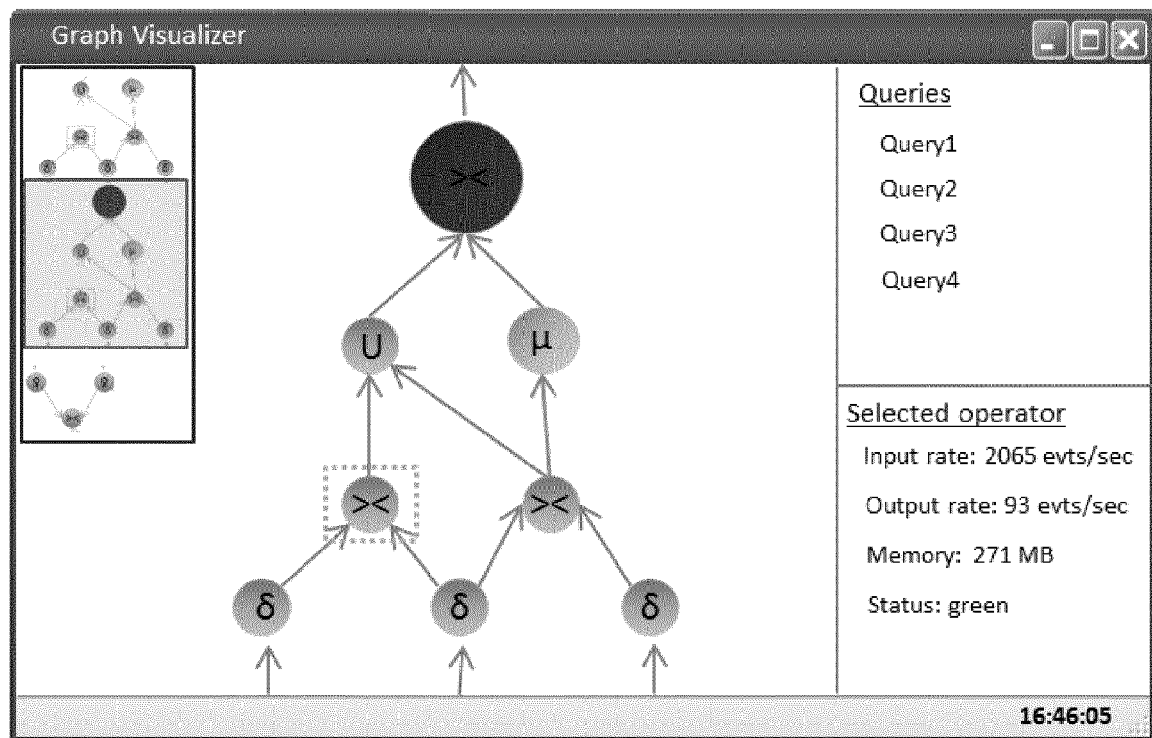 Graph Visualizer
Queries
Query1
Query2
Query3
Query4
><
U
μ
><
><
δ
δ
δ
Selected operator
Input rate: 2065 evts/sec
Output rate: 93 evts/sec
Memory: 271 MB
Status: green
16:46:05